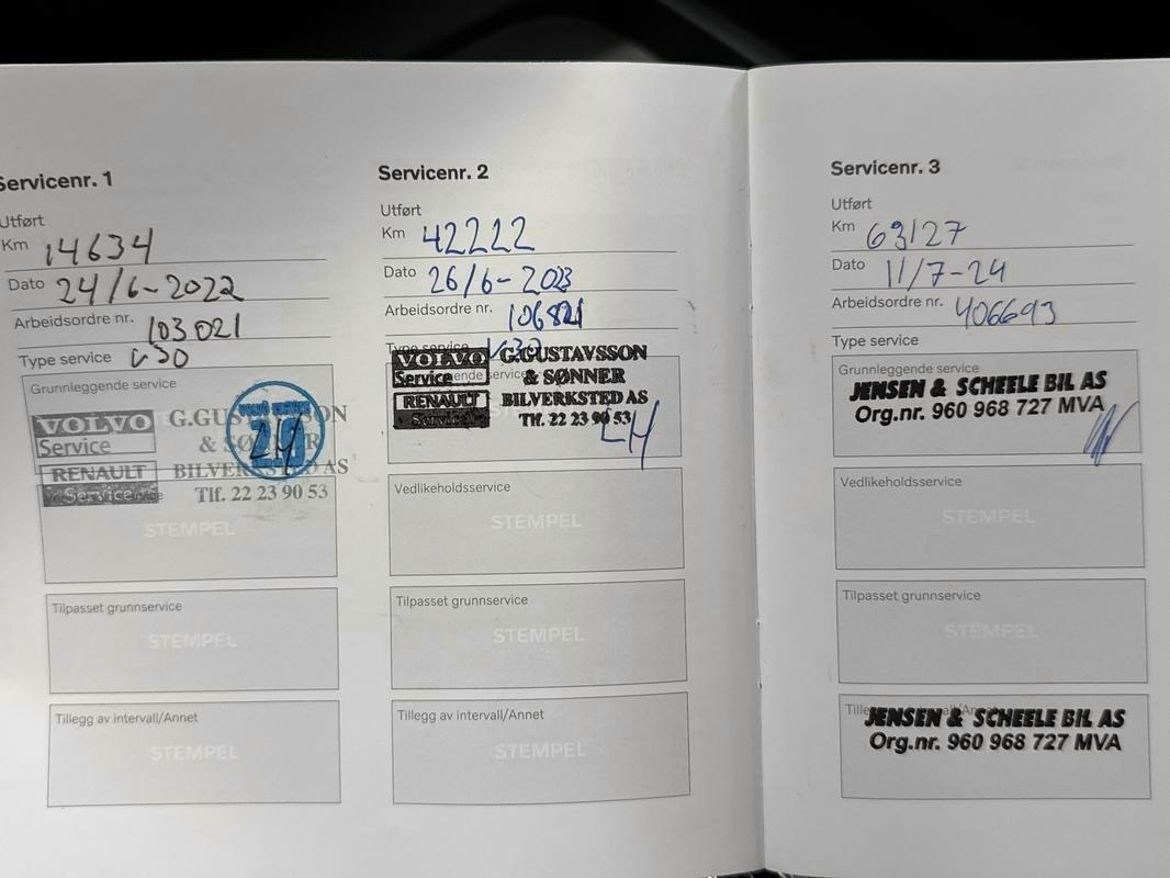 Servicenr. 1
Utført
Km 14634
Dato 24/6-2022
Arbeidsordre nr. 103021
Type service v30
Grunnleggende service
VOLVO
Service
RENAULT
Service
G.GUSTAVSSON
& SØNNER
BILVERKSTED AS
Tlf. 22 23 90 53
STEMPEL
Tilpasset grunnservice
STEMPEL
Tillegg av intervall/Annet
STEMPEL
Servicenr. 2
Utført
Km 42222
Dato 26/6-2023
Arbeidsordre nr. 106821
Type service v30
VOLVO
Service
RENAULT
Service
G.GUSTAVSSON
& SØNNER
BILVERKSTED AS
Tlf. 22 23 90 53
LH
Vedlikeholdsservice
STEMPEL
Tilpasset grunnservice
STEMPEL
Tillegg av intervall/Annet
STEMPEL
Servicenr. 3
Utført
Km 63127
Dato 11/7-24
Arbeidsordre nr. 406693
Type service
Grunnleggende service
JENSEN & SCHEELE BIL AS
Org.nr. 960 968 727 MVA
Vedlikeholdsservice
STEMPEL
Tilpasset grunnservice
STEMPEL
JENSEN & SCHEELE BIL AS
Org.nr. 960 968 727 MVA